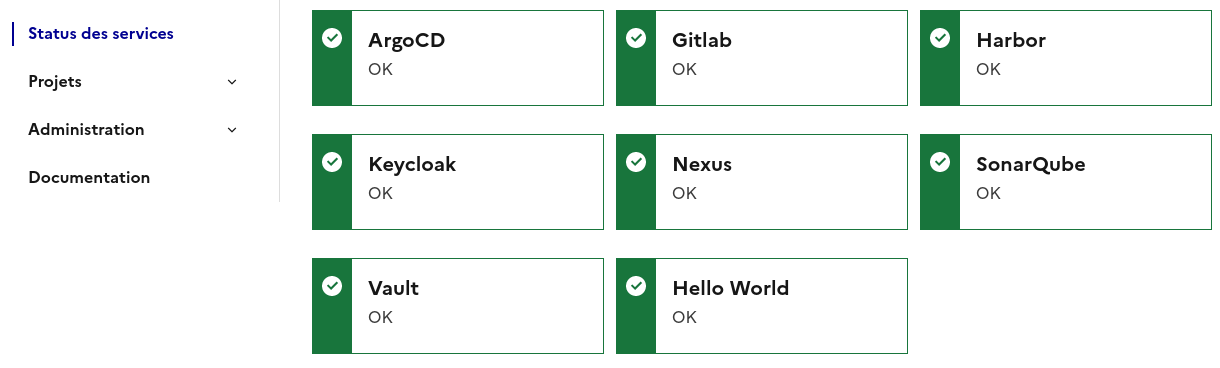 Status des services
Projets
Administration
Documentation
ArgoCD
OK
Gitlab
OK
Harbor
OK
Keycloak
OK
Nexus
OK
SonarQube
OK
Vault
OK
Hello World
OK